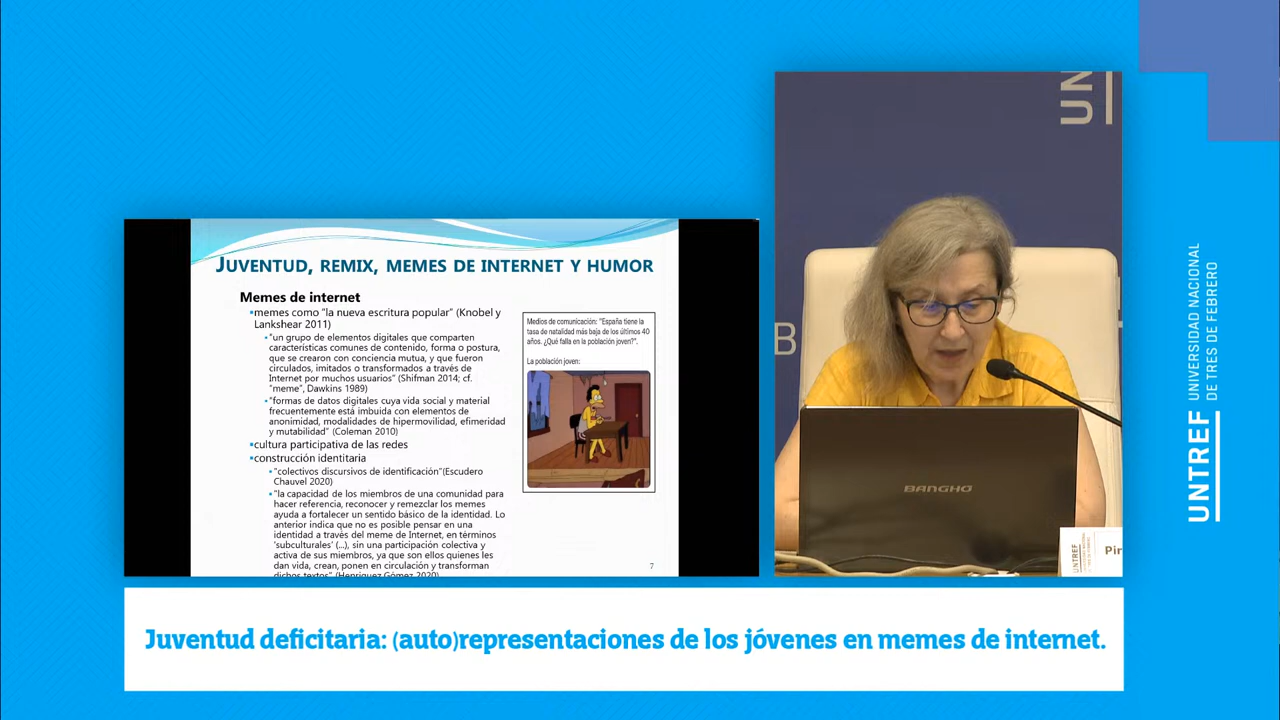 JUVENTUD, REMIX, MEMES DE INTERNET Y HUMOR
Memes de internet
memes como "la nueva escritura popular" (Knobel y
Lankshear 2011)
"un grupo de elementos digitales que comparten
características comunes de contenido, forma o postura,
que se crearon con conciencia mutua, y que fueron
circulados, imitados o transformados a través de
Internet por muchos usuarios" (Shifman 2014; cf.
"meme", Dawkins 1989)
"formas de datos digitales cuya vida social y material
frecuentemente está imbuida con elementos de
anonimidad, modalidades de hipermovilidad, efimeridad
y mutabilidad" (Coleman 2010)
cultura participativa de las redes
construcción identitaria
"colectivos discursivos de identificación"(Escudero
Chauvel 2020)
"la capacidad de los miembros de una comunidad para
hacer referencia, reconocer y remezclar los memes
ayuda a fortalecer un sentido básico de la identidad. Lo
anterior indica que no es posible pensar en una
identidad a través del meme de Internet, en términos
'subculturales' (...), sin una participación colectiva y
activa de sus miembros, ya que son ellos quienes les
dan vida, crean, ponen en circulación y transforman
dichos textos" (Henríquez Gómez 2020)
Medios de comunicación: "España tiene la
tasa de natalidad más baja de los últimos 40
años. ¿Qué falla en la población joven?".
La población joven:
7
UN
B
BANGHO
UNTREF
Pir
UNTREF
UNIVERSIDAD NACIONAL
DE TRES DE FEBRERO
Juventud deficitaria: (auto)representaciones de los jóvenes en memes de internet.